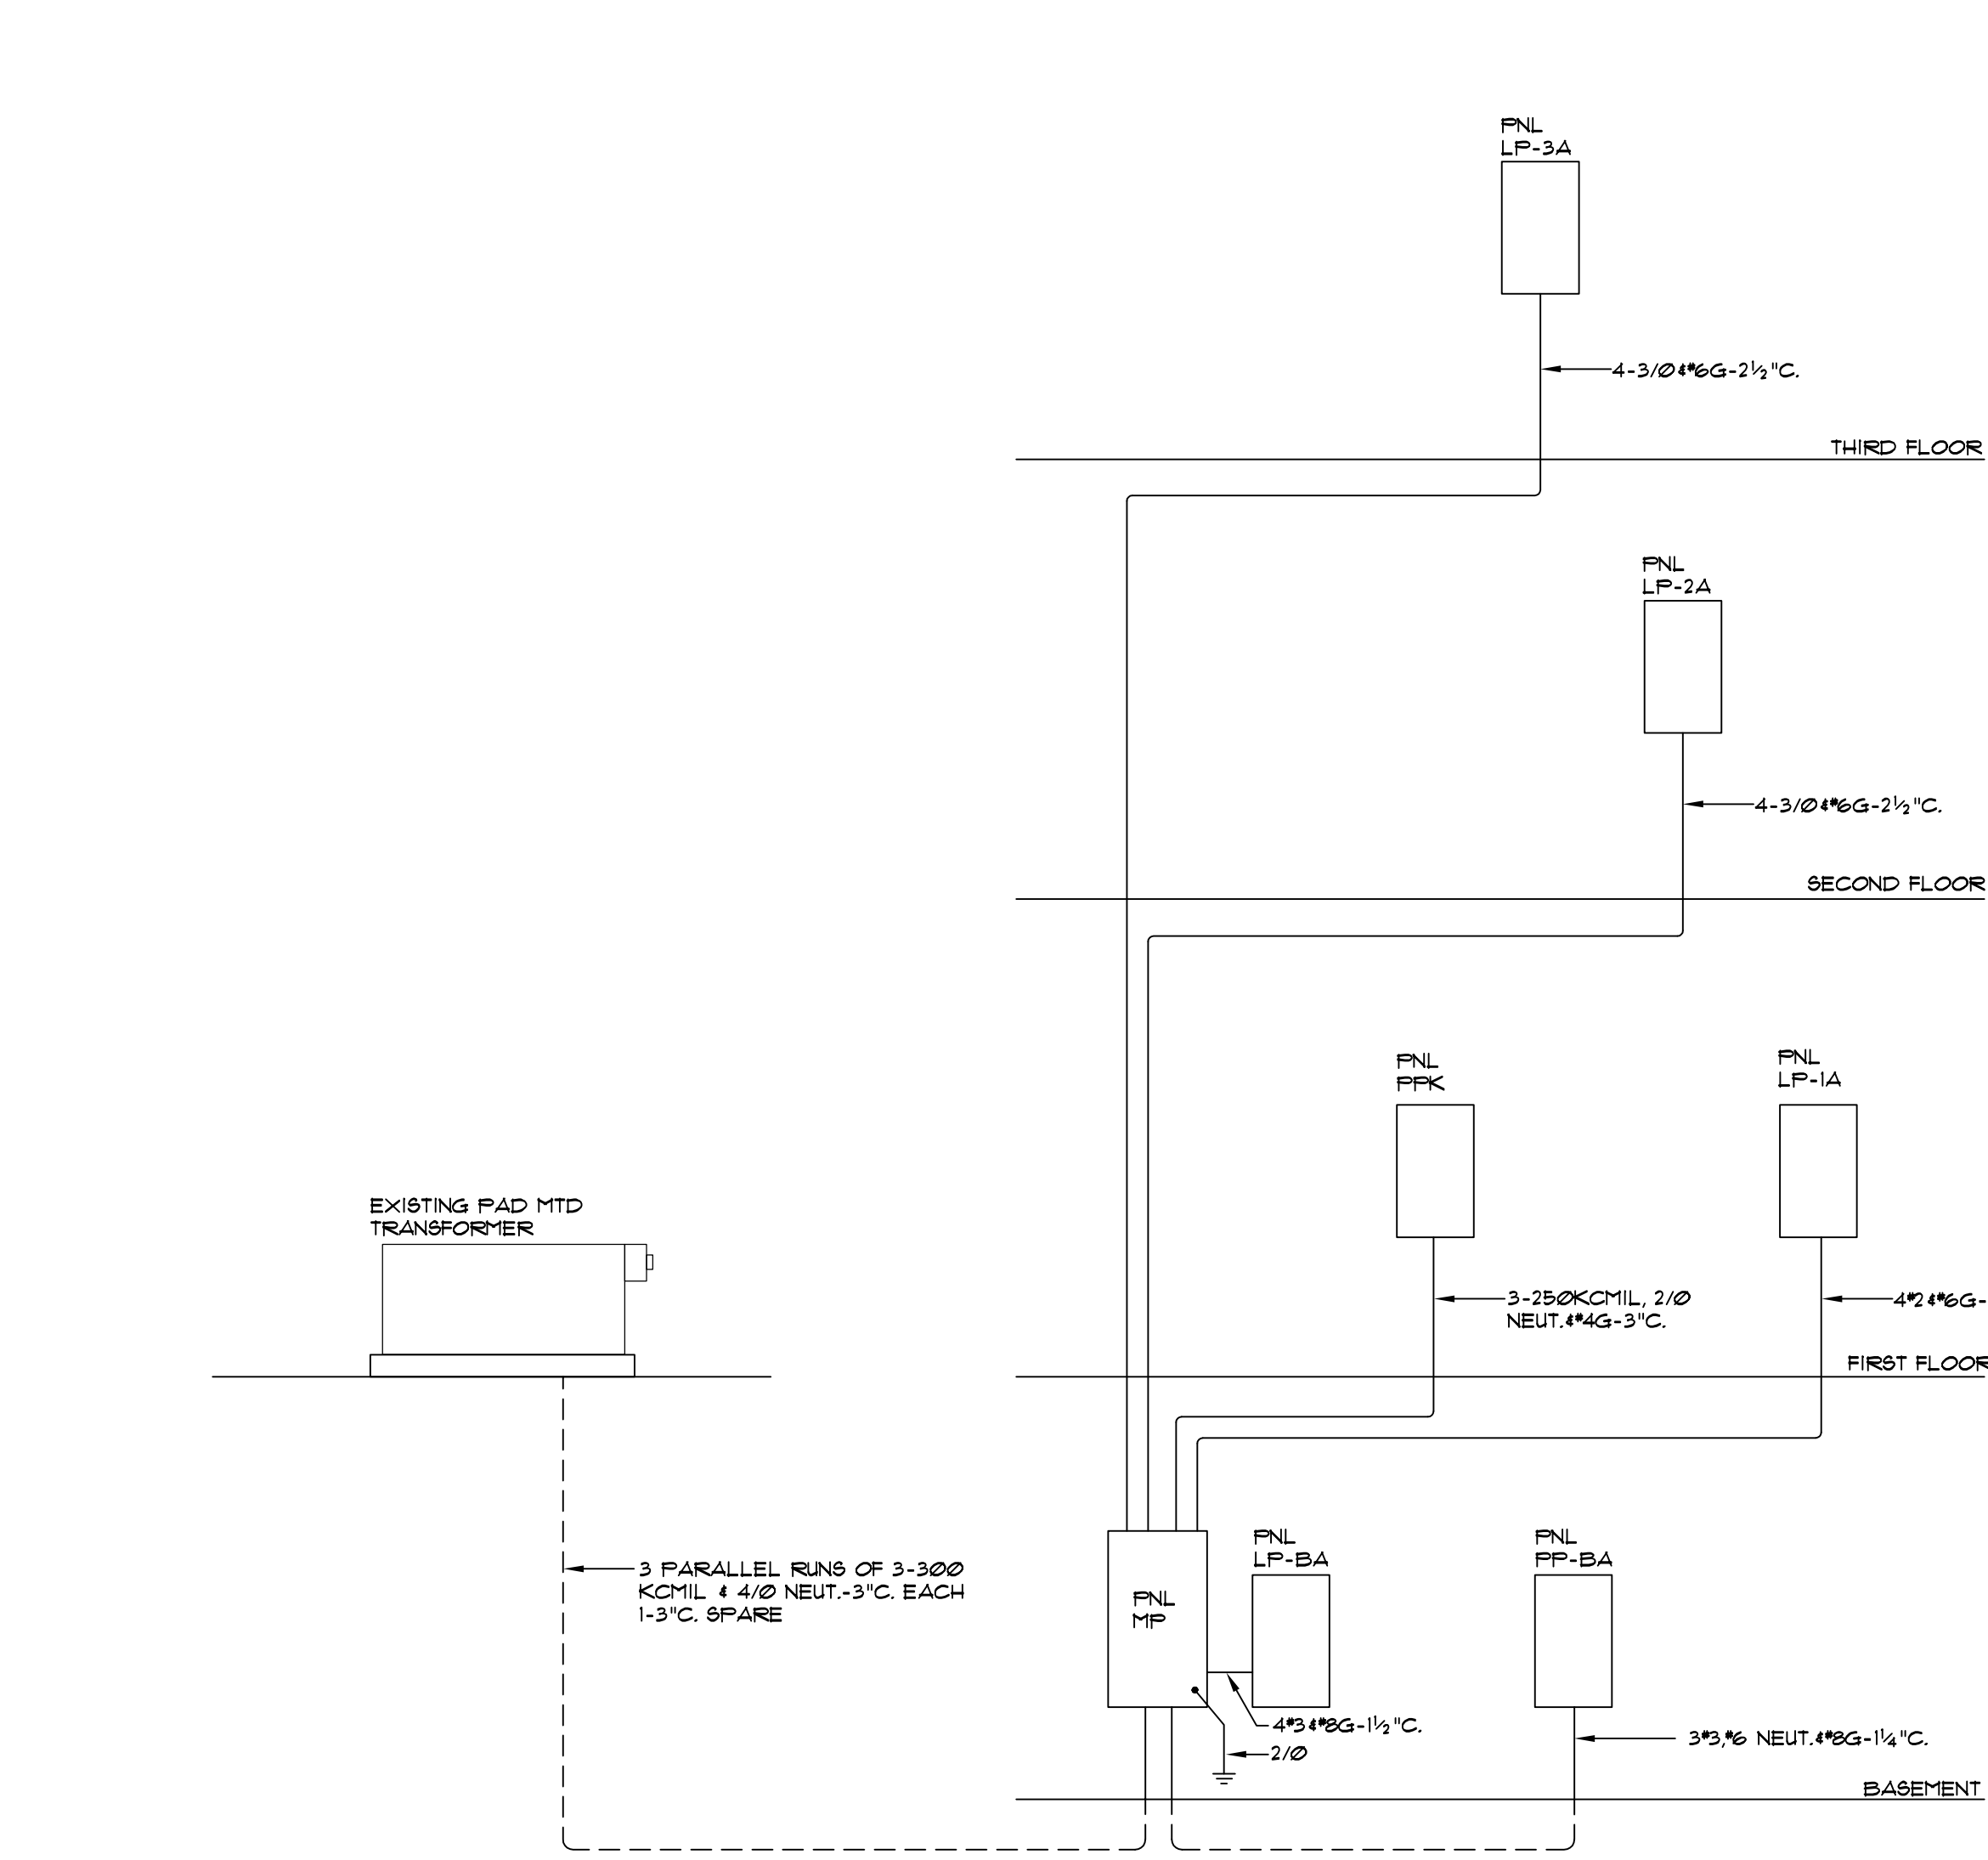 PNL
LP-3A
4-3/0&#6G-2½"C.
THIRD FLOOR
PNL
LP-2A
4-3/0&#6G-2½"C.
SECOND FLOOR
PNL
PPK
PNL
LP-1A
EXISTING PAD MTD
TRANSFORMER
3-250KCMIL, 2/0
NEUT.&#4G-3"C.
4#2&#6G-
FIRST FLOOR
3 PARALLEL RUNS OF 3-300
KCMIL & 4/0 NEUT.-3"C. EACH
1-3"C. SPARE
PNL
MP
PNL
LP-BA
PNL
PP-BA
4#3&#8G-1½"C.
2/0
3#3,#6 NEUT.&#8G-1¼"C.
BASEMENT